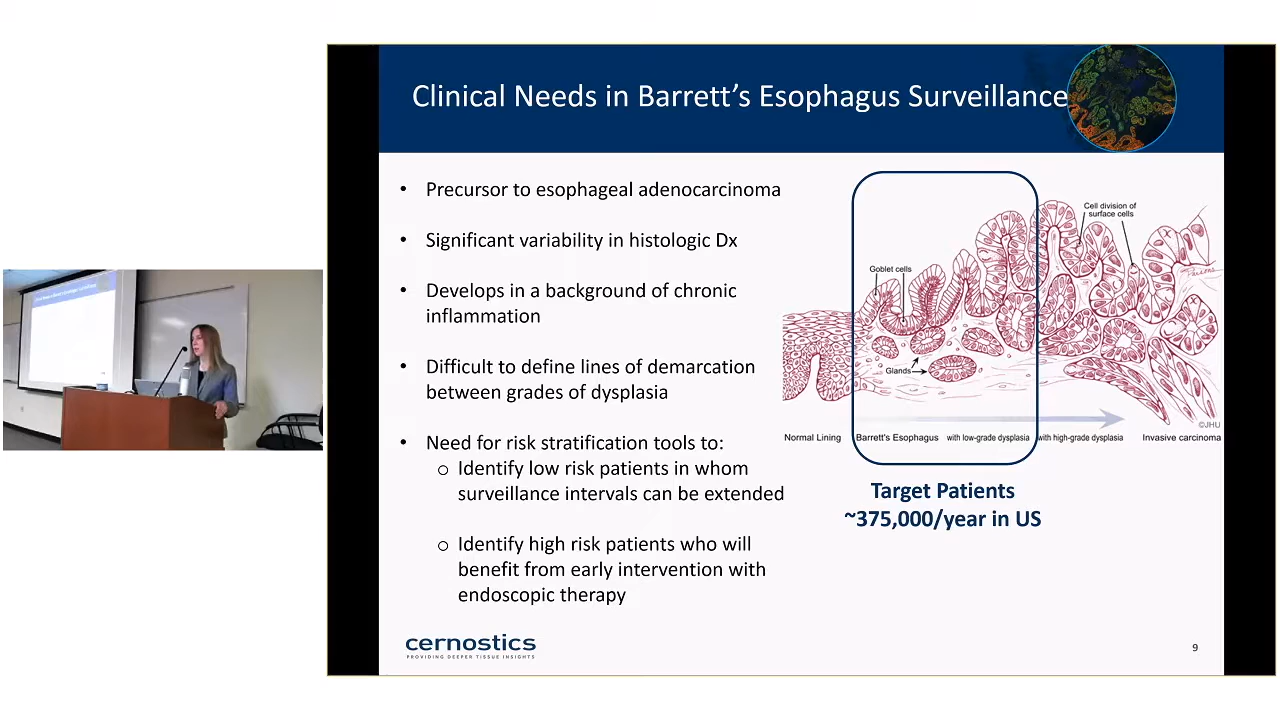 Clinical Needs in Barrett's Esophagus Surveillance
• Precursor to esophageal adenocarcinoma
• Significant variability in histologic Dx
• Develops in a background of chronic
inflammation
• Difficult to define lines of demarcation
between grades of dysplasia
• Need for risk stratification tools to:
o Identify low risk patients in whom
surveillance intervals can be extended
o Identify high risk patients who will
benefit from early intervention with
endoscopic therapy
Cell division of
surface cells
Goblet cells
Glands
©JHU
Normal Lining
Barrett's Esophagus
with low-grade dysplasia
with high-grade dysplasia
Invasive carcinoma
Target Patients
~375,000/year in US
cernostics
PROVIDING DEEPER TISSUE INSIGHTS
9